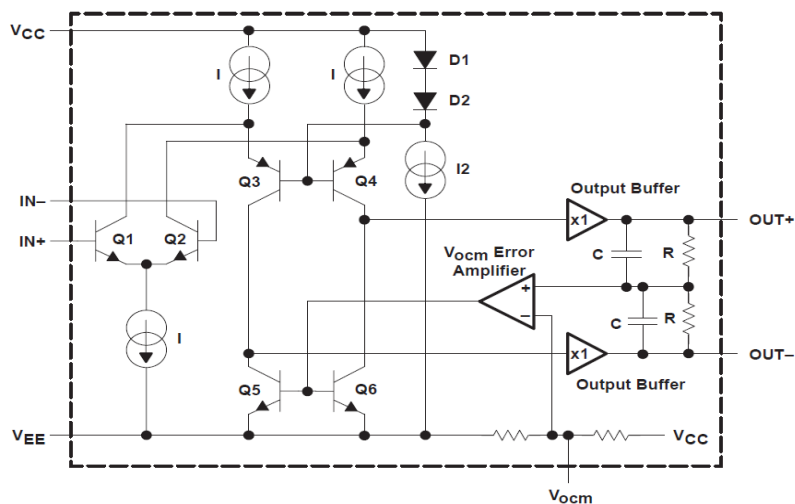 VCC
I
I
D1
D2
Q3
Q4
I2
Output Buffer
IN–
IN+
Q1
Q2
x1
OUT+
Vocm Error
Amplifier
C
R
+
–
I
C
R
x1
OUT–
Q5
Q6
Output Buffer
VEE
VCC
Vocm